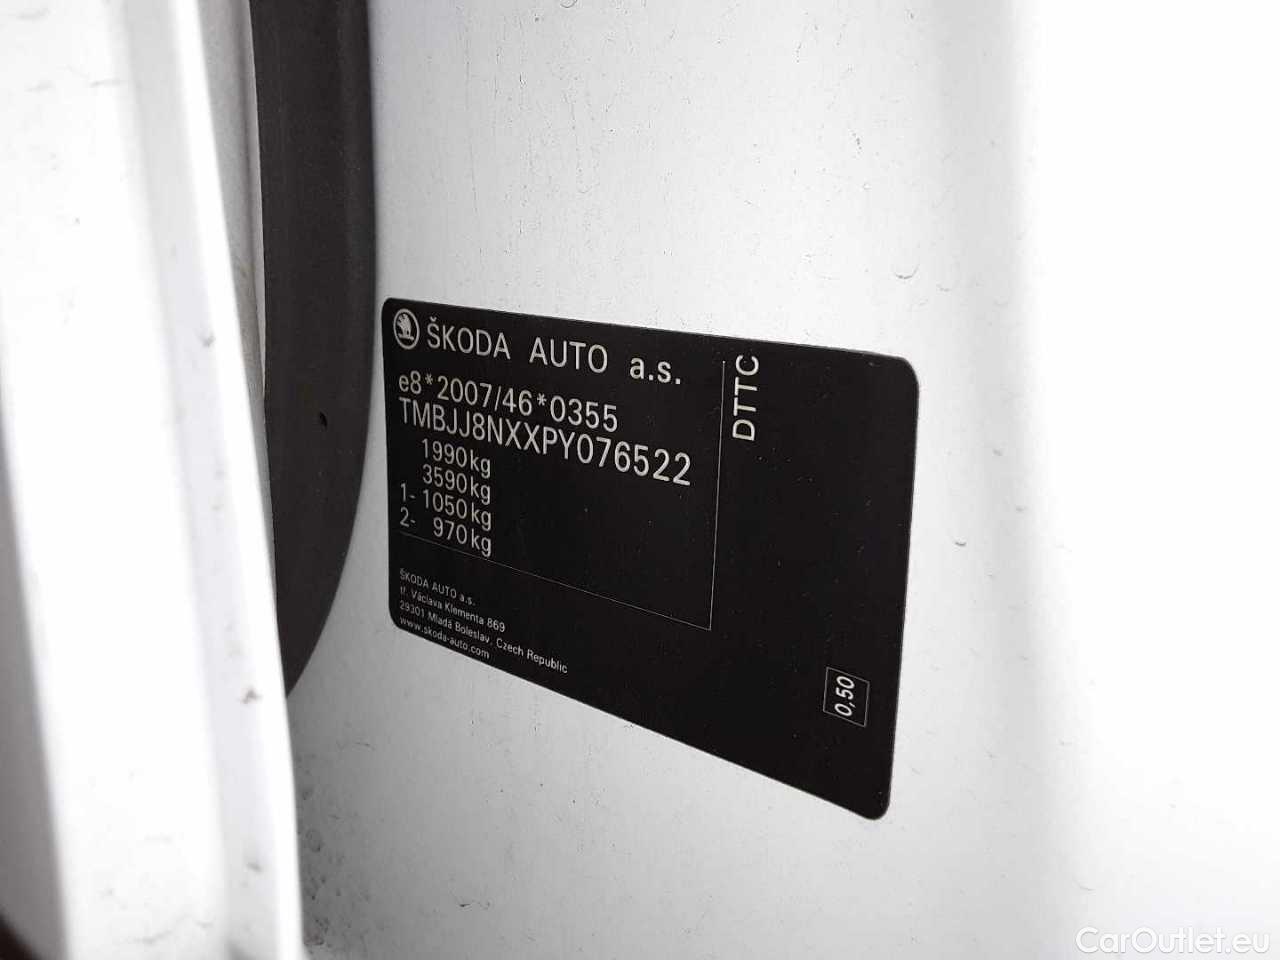 ŠKODA AUTO a.s.
e8*2007/46*0355
TMBJJ8NXXPY076522
1990kg
3590kg
1- 1050kg
2- 970kg
ŠKODA AUTO a.s.
tř. Václava Klementa 869
29301 Mladá Boleslav, Czech Republic
www.skoda-auto.com
DTTC
0,50
CarOutlet.eu